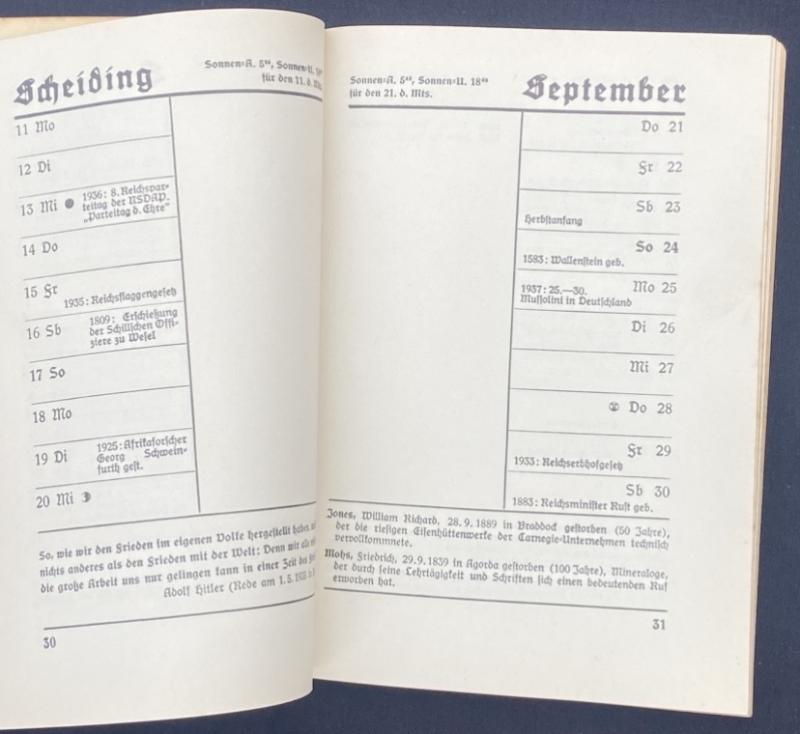 Scheiding
Sonnen=A. 5²⁸, Sonnen=U.
für den 11. d. Mts.
11 Mo
12 Di
13 Mi ● 1936: 8. Reichspar-
teitag der NSDAP.
„Parteitag d. Ehre“
14 Do
15 Fr
1935: Reichsflaggengesetz
16 Sb 1809: Erschießung
der Schillschen Offi-
ziere zu Wesel
17 So
18 Mo
19 Di 1925: Afrikaforscher
Georg Schwein-
furth gest.
20 Mi
So, wie wir den Frieden im eigenen Volke hergestellt haben,
nichts anderes als den Frieden mit der Welt: Denn wir alle
die große Arbeit uns nur gelingen kann in einer Zeit des
Adolf Hitler (Rede am 1. 5.
30
Sonnen=A. 5⁴⁴, Sonnen=U. 18⁰⁴
für den 21. d. Mts.
September
Do 21
Fr 22
Sb 23
Herbstanfang
So 24
1583: Wallenstein geb.
1937: 25.—30. Mo 25
Mussolini in Deutschland
Di 26
Mi 27
Do 28
Fr 29
1933: Reichserbhofgesetz
Sb 30
1883: Reichsminister Rust geb.
Jones, William Richard, 28. 9. 1889 in Braddock gestorben (50 Jahre),
der die riesigen Eisenhüttenwerke der Carnegie-Unternehmen technisch
vervollkommnete.
Mohs, Friedrich, 29. 9. 1839 in Agorda gestorben (100 Jahre), Mineraloge,
der durch seine Lehrtätigkeit und Schriften sich einen bedeutenden Ruf
erworben hat.
31